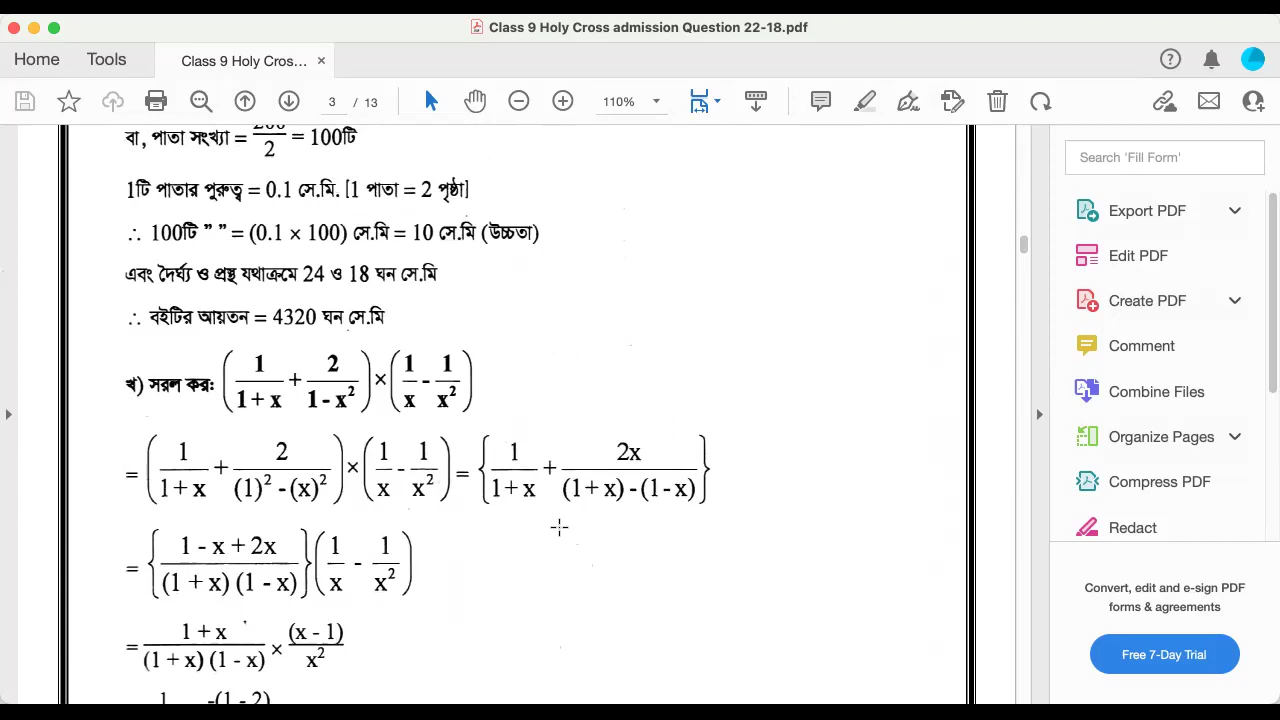 Class 9 Holy Cross admission Question 22-18.pdf
Home Tools Class 9 Holy Cros... ×
3 / 13 110%
বা, পাতা সংখ্যা = 200/2 = 100টি
1টি পাতার পুরুত্ব = 0.1 সে.মি. [1 পাতা = 2 পৃষ্ঠা]
∴ 100টি ” ” = (0.1 × 100) সে.মি = 10 সে.মি (উচ্চতা)
এবং দৈর্ঘ্য ও প্রস্থ যথাক্রমে 24 ও 18 ঘন সে.মি
∴ বইটির আয়তন = 4320 ঘন সে.মি
খ) সরল কর: (1/(1 + x) + 2/(1 - x²)) × (1/x - 1/x²)
= (1/(1 + x) + 2/((1)² - (x)²)) × (1/x - 1/x²) = {1/(1 + x) + 2x/((1 + x) - (1 - x))}
= {(1 - x + 2x)/((1 + x) (1 - x))} (1/x - 1/x²)
= (1 + x)/((1 + x) (1 - x)) × (x - 1)/x²
1 -(1 - 2)
Search 'Fill Form'
Export PDF
Edit PDF
Create PDF
Comment
Combine Files
Organize Pages
Compress PDF
Redact
Convert, edit and e-sign PDF
forms & agreements
Free 7-Day Trial